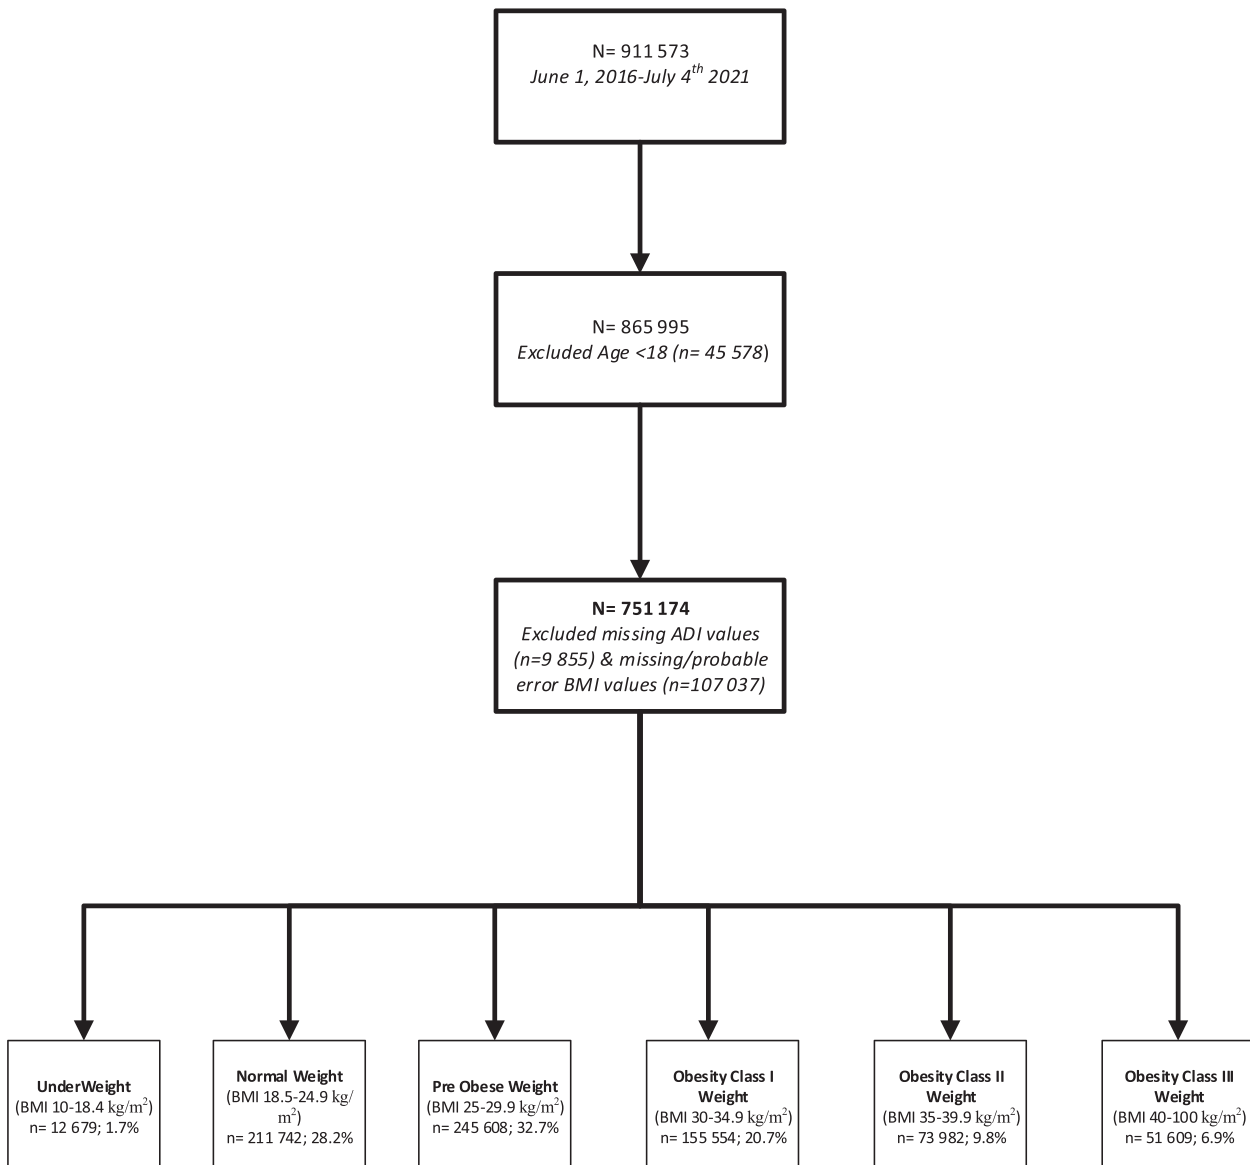 N= 911 573
June 1, 2016-July 4th 2021
N= 865 995
Excluded Age <18 (n= 45 578)
N= 751 174
Excluded missing ADI values
(n=9 855) & missing/probable
error BMI values (n=107 037)
UnderWeight
(BMI 10-18.4 kg/m²)
n= 12 679; 1.7%
Normal Weight
(BMI 18.5-24.9 kg/
m²)
n= 211 742; 28.2%
Pre Obese Weight
(BMI 25-29.9 kg/m²)
n= 245 608; 32.7%
Obesity Class I
Weight
(BMI 30-34.9 kg/m²)
n= 155 554; 20.7%
Obesity Class II
Weight
(BMI 35-39.9 kg/m²)
n= 73 982; 9.8%
Obesity Class III
Weight
(BMI 40-100 kg/m²)
n= 51 609; 6.9%